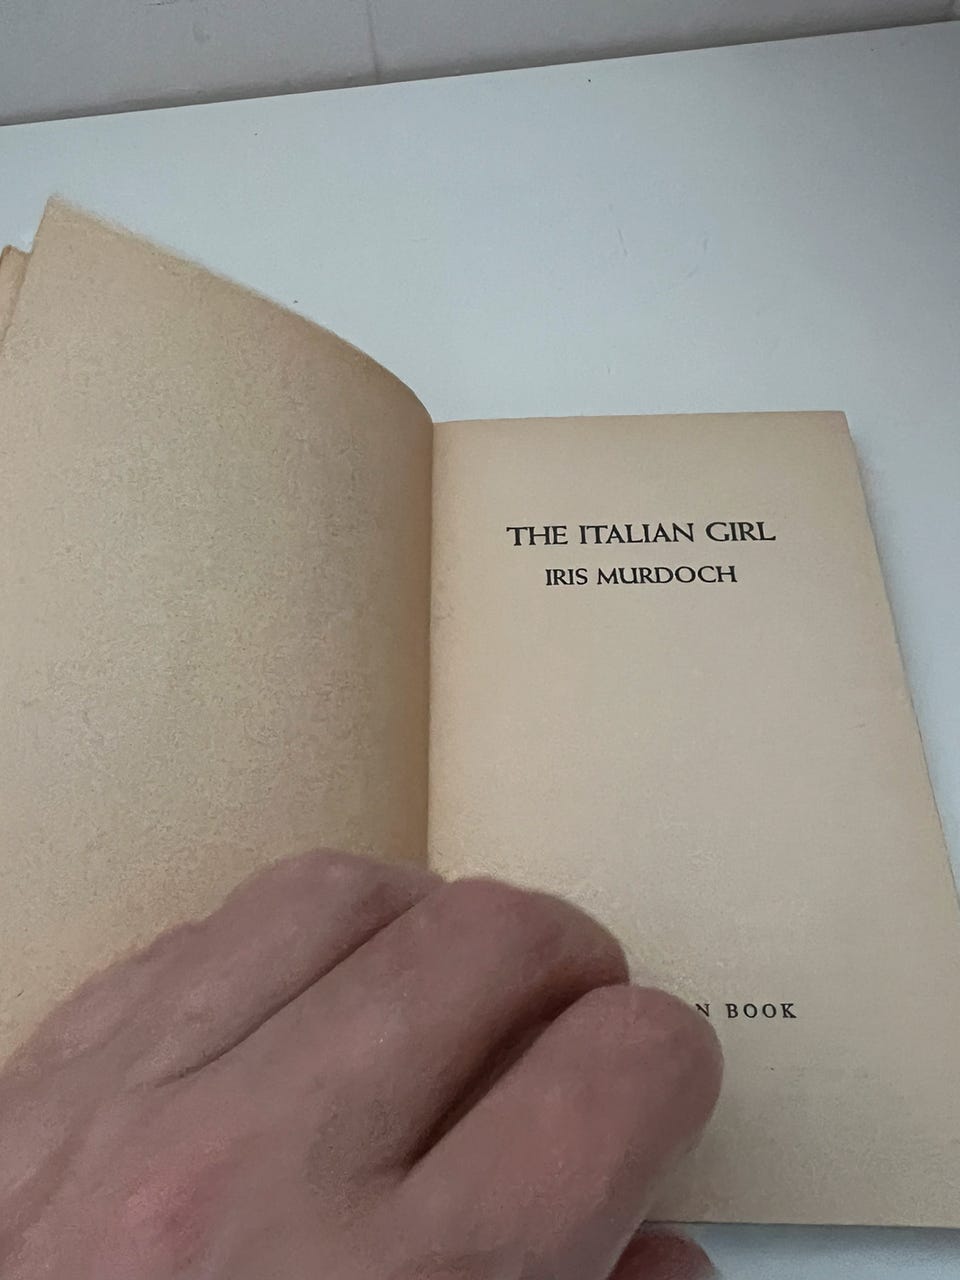 THE ITALIAN GIRL
IRIS MURDOCH
BOOK